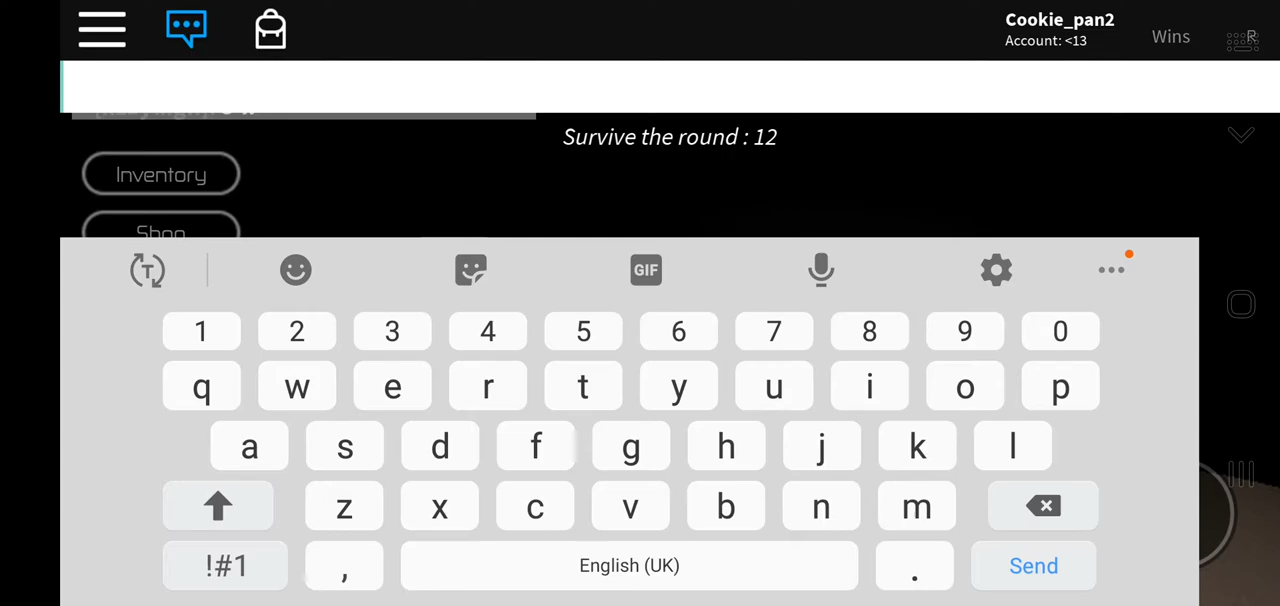 Cookie_pan2
Account: <13
Wins
R
Survive the round : 12
Inventory
Shop
T
GIF
1 2 3 4 5 6 7 8 9 0
q w e r t y u i o p
a s d f g h j k l
z x c v b n m
!#1 , English (UK) . Send